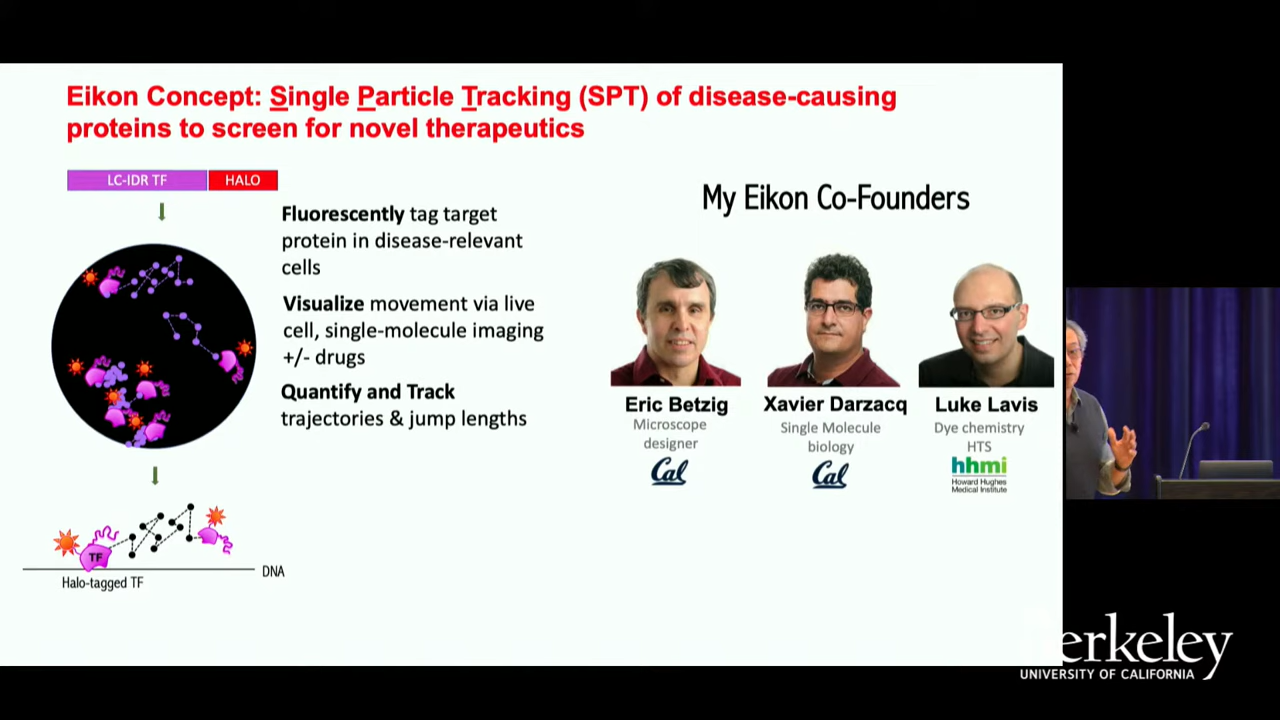 Eikon Concept: Single Particle Tracking (SPT) of disease-causing
proteins to screen for novel therapeutics
LC-IDR TF
HALO
Fluorescently tag target
protein in disease-relevant
cells
Visualize movement via live
cell, single-molecule imaging
+/- drugs
Quantify and Track
trajectories & jump lengths
TF
Halo-tagged TF
DNA
My Eikon Co-Founders
Eric Betzig
Microscope
designer
Cal
Xavier Darzacq
Single Molecule
biology
Cal
Luke Lavis
Dye chemistry
HTS
hhmi
Howard Hughes
Medical Institute
Berkeley
UNIVERSITY OF CALIFORNIA